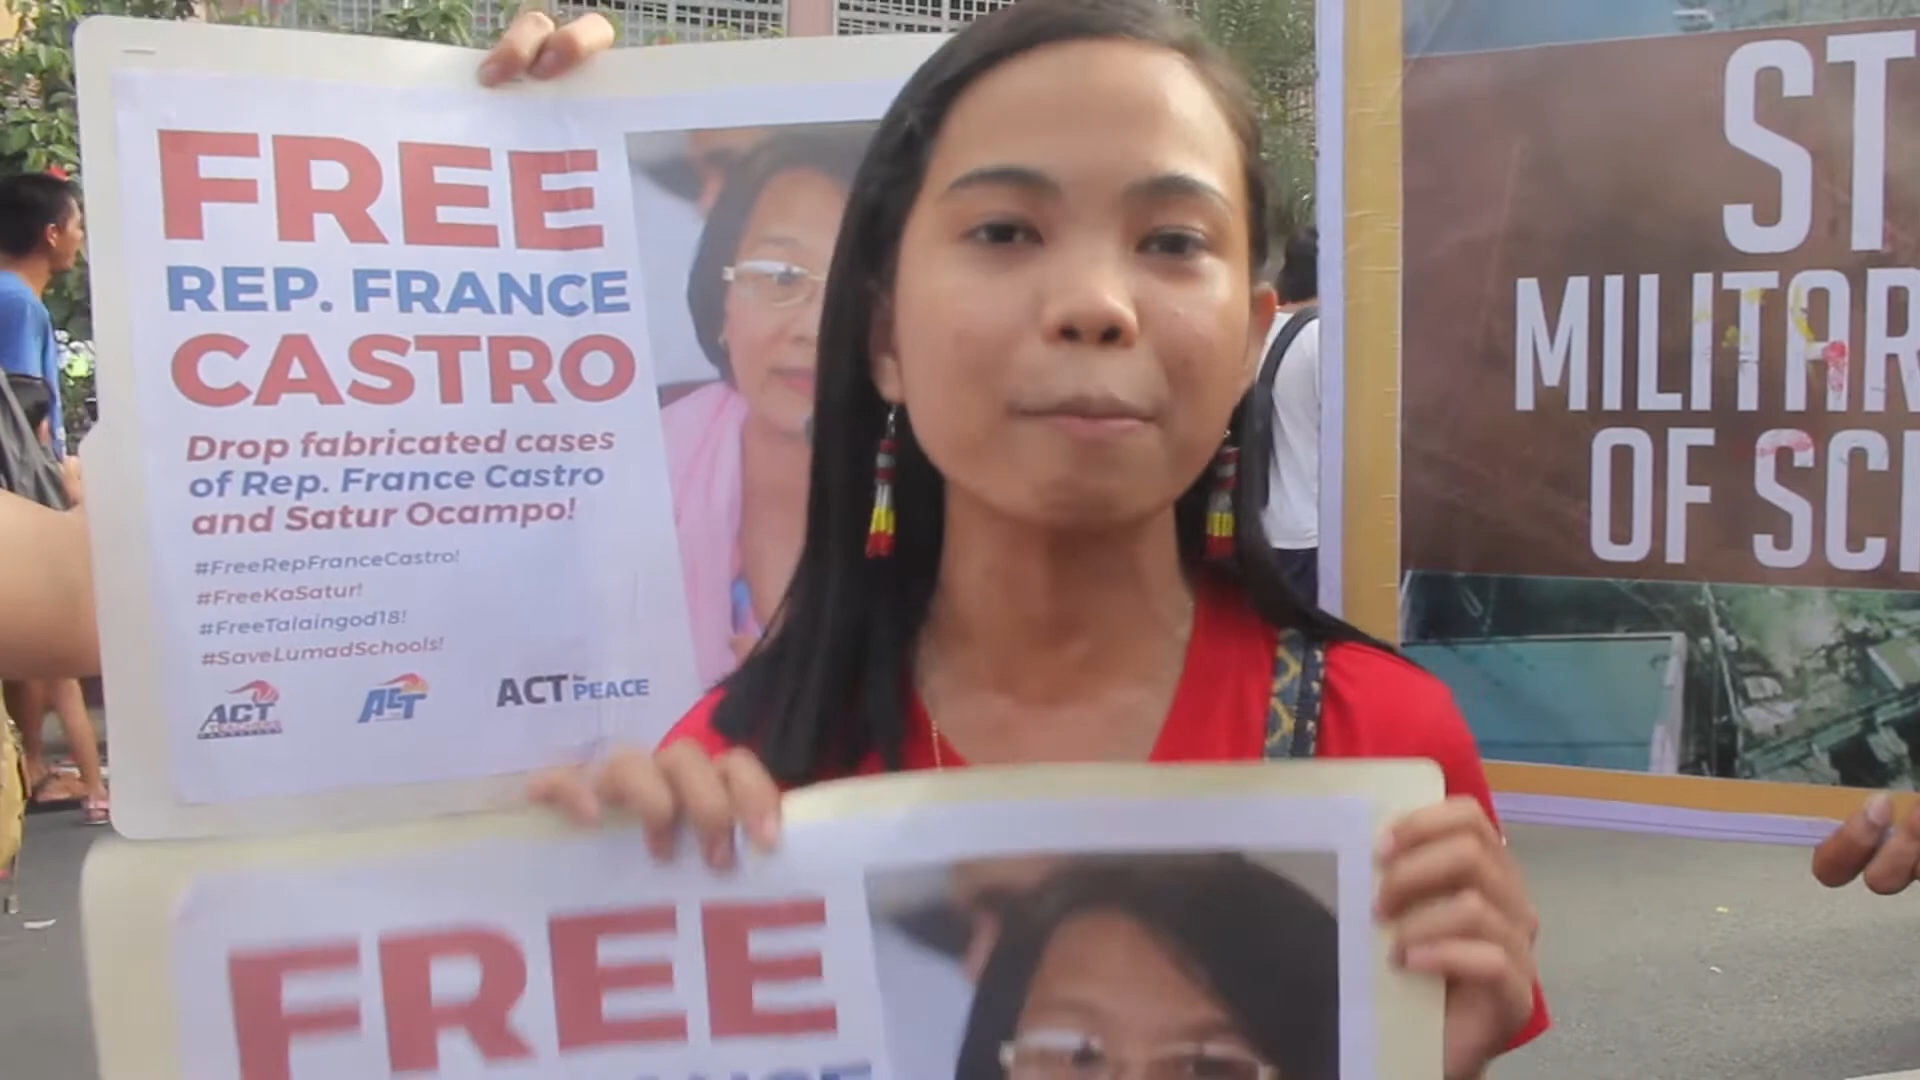 FREE
REP. FRANCE
CASTRO
Drop fabricated cases
of Rep. France Castro
and Satur Ocampo!
#FreeRepFranceCastro!
#FreeKaSatur!
#FreeTalaingod18!
#SaveLumadSchools!
ACT
TEACHERS
ACT
ACT for PEACE
ST
MILITAR
OF SC
FREE